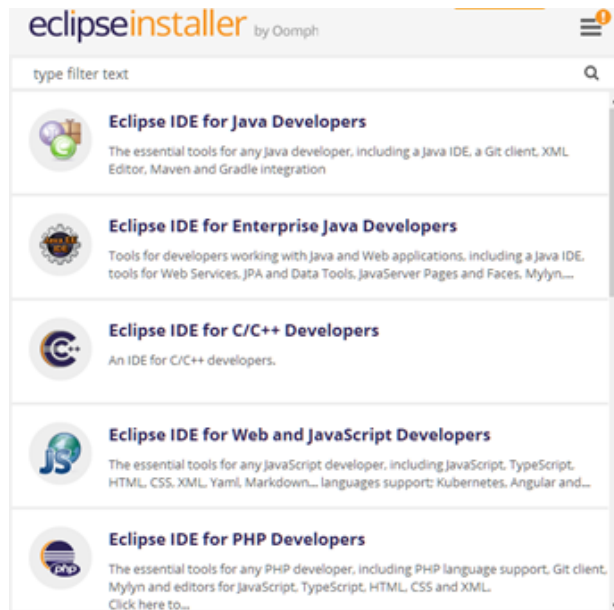 eclipseinstaller by Oomph
type filter text
Eclipse IDE for Java Developers
The essential tools for any Java developer, including a Java IDE, a Git client, XML
Editor, Maven and Gradle integration
Eclipse IDE for Enterprise Java Developers
Tools for developers working with Java and Web applications, including a Java IDE,
tools for Web Services, JPA and Data Tools, JavaServer Pages and Faces, Mylyn,...
Eclipse IDE for C/C++ Developers
C++
An IDE for C/C++ developers.
Eclipse IDE for Web and JavaScript Developers
JS
The essential tools for any JavaScript developer, including JavaScript, TypeScript,
HTML, CSS, XML, Yaml, Markdown... languages support; Kubernetes, Angular and...
Eclipse IDE for PHP Developers
php
The essential tools for any PHP developer, including PHP language support, Git client,
Mylyn and editors for JavaScript, TypeScript, HTML, CSS and XML.
Click here to...